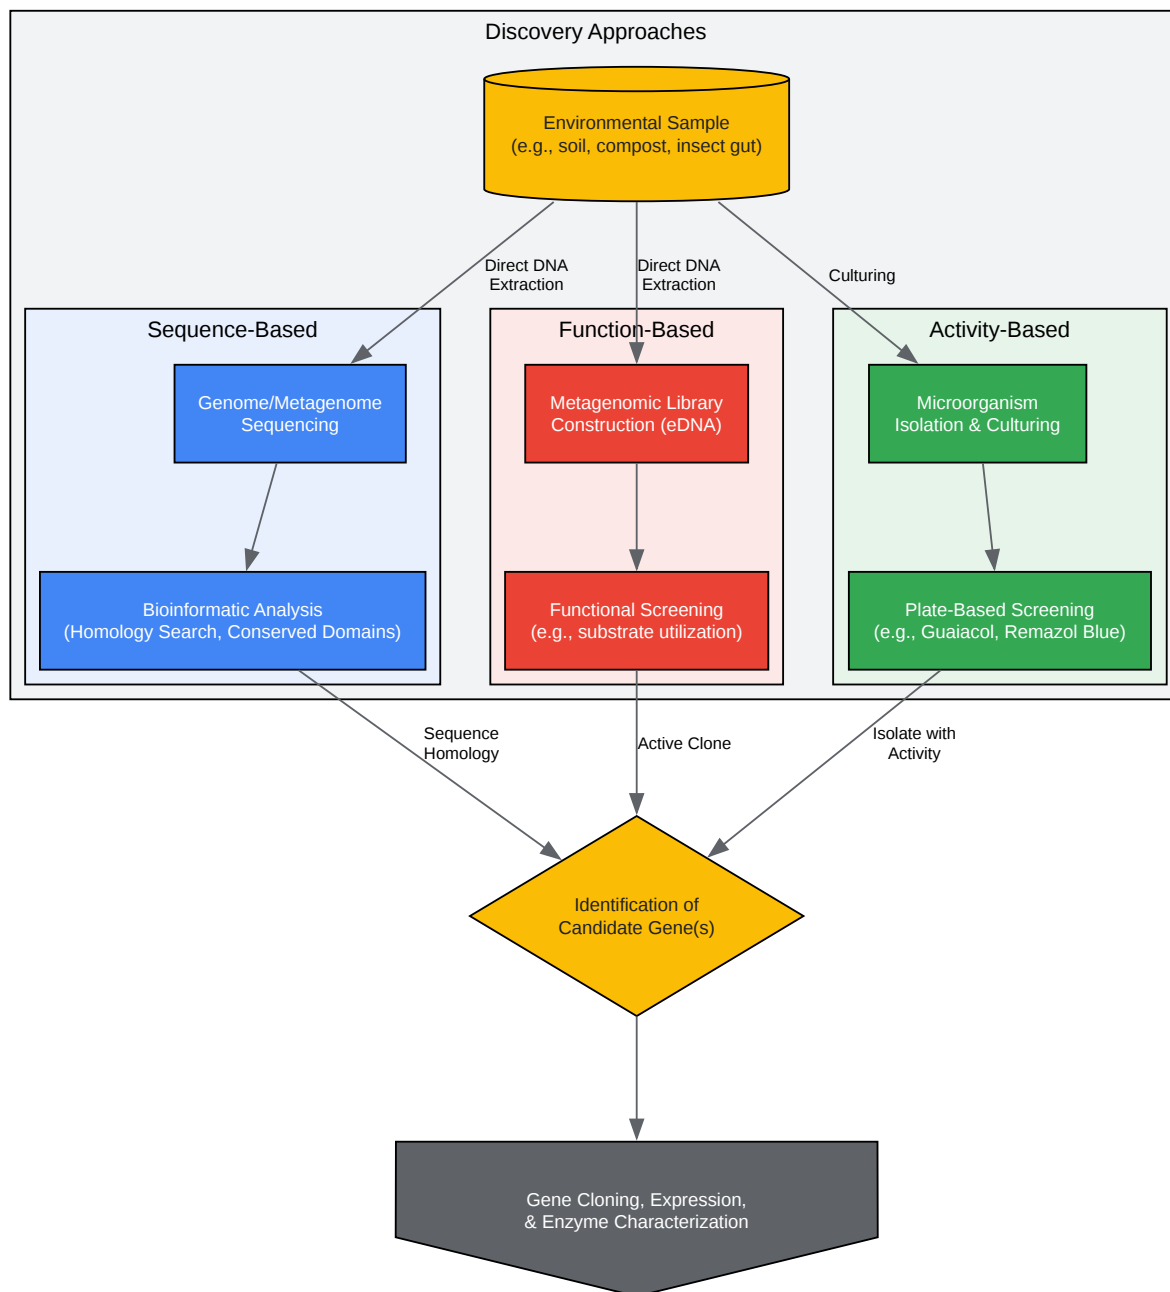 Discovery Approaches
Environmental Sample
(e.g., soil, compost, insect gut)
Direct DNA
Extraction
Direct DNA
Extraction
Culturing
Sequence-Based
Function-Based
Activity-Based
Genome/Metagenome
Sequencing
Metagenomic Library
Construction (eDNA)
Microorganism
Isolation & Culturing
Bioinformatic Analysis
(Homology Search, Conserved Domains)
Functional Screening
(e.g., substrate utilization)
Plate-Based Screening
(e.g., Guaiacol, Remazol Blue)
Sequence
Homology
Active Clone
Isolate with
Activity
Identification of
Candidate Gene(s)
Gene Cloning, Expression,
& Enzyme Characterization